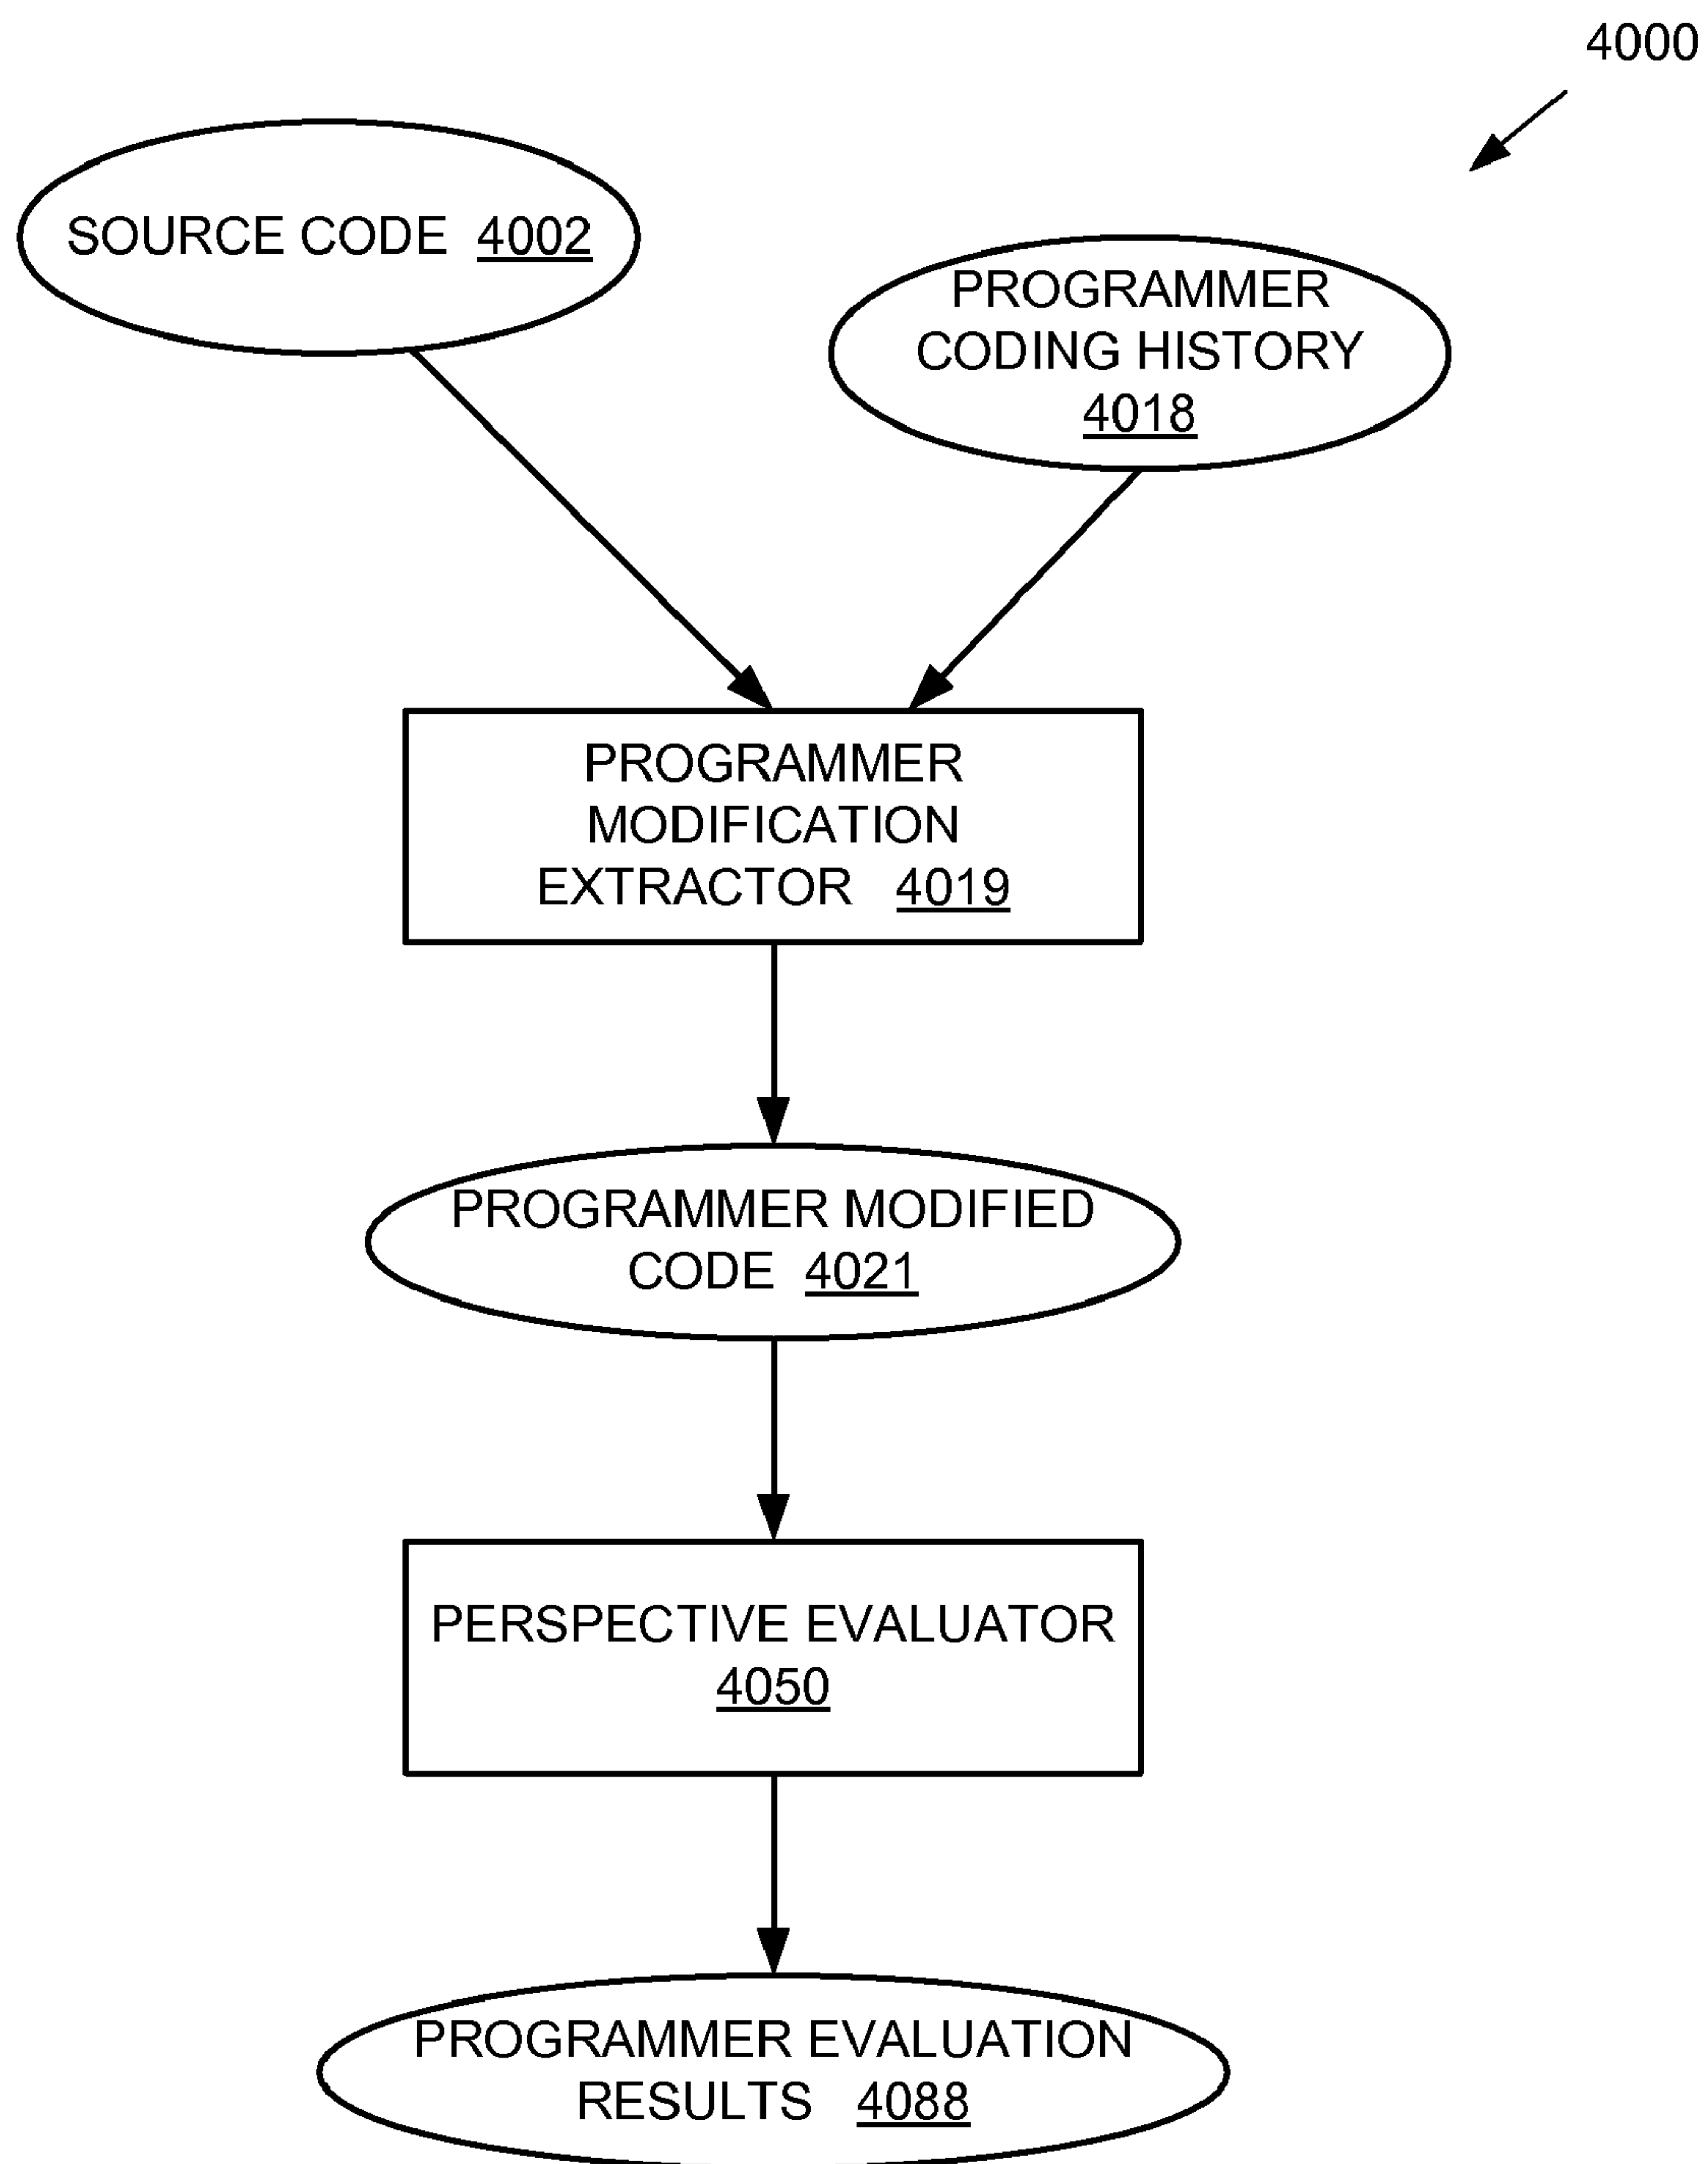 4000
SOURCE CODE 4002
PROGRAMMER
CODING HISTORY
4018
PROGRAMMER
MODIFICATION
EXTRACTOR 4019
PROGRAMMER MODIFIED
CODE 4021
PERSPECTIVE EVALUATOR
4050
PROGRAMMER EVALUATION
RESULTS 4088